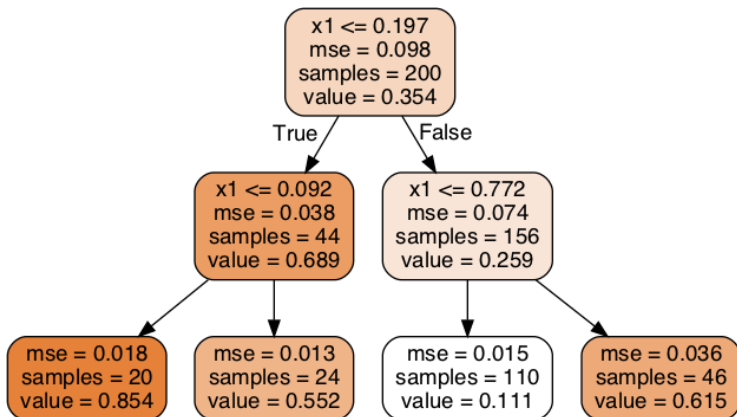 x1 <= 0.197
mse = 0.098
samples = 200
value = 0.354
True
False
x1 <= 0.092
mse = 0.038
samples = 44
value = 0.689
x1 <= 0.772
mse = 0.074
samples = 156
value = 0.259
mse = 0.018
samples = 20
value = 0.854
mse = 0.013
samples = 24
value = 0.552
mse = 0.015
samples = 110
value = 0.111
mse = 0.036
samples = 46
value = 0.615